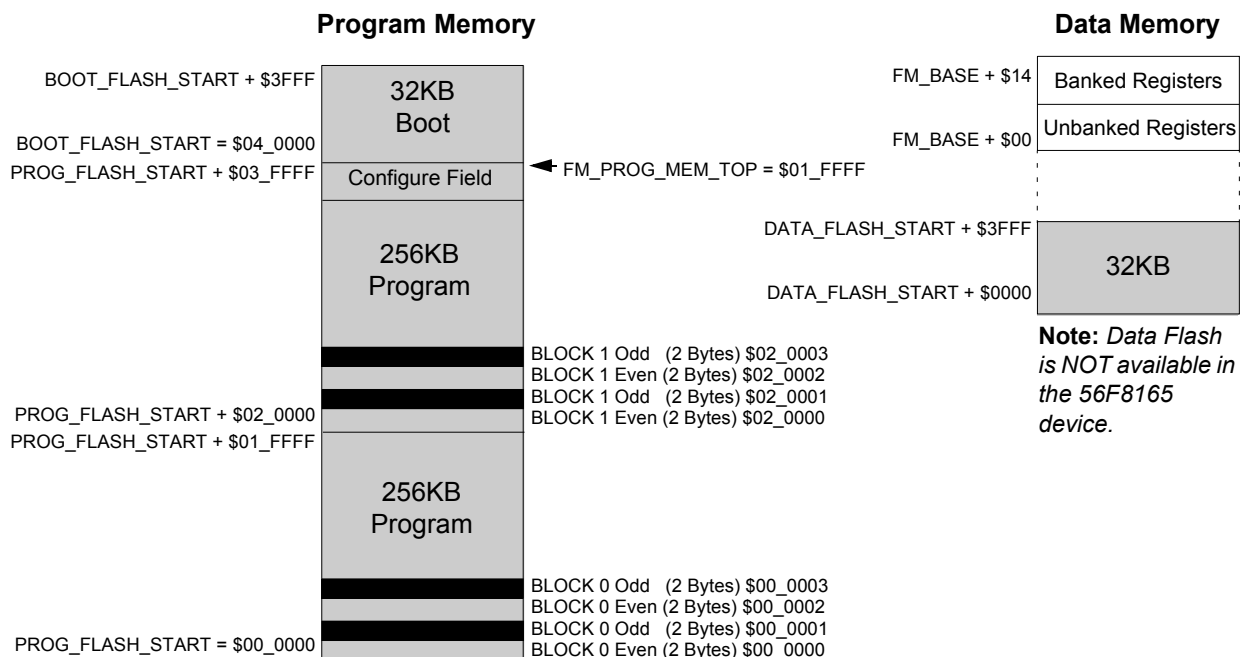 Program Memory
BOOT_FLASH_START + $3FFF
32KB
Boot
BOOT_FLASH_START = $04_0000
PROG_FLASH_START + $03_FFFF
Configure Field
FM_PROG_MEM_TOP = $01_FFFF
256KB
Program
BLOCK 1 Odd (2 Bytes) $02_0003
BLOCK 1 Even (2 Bytes) $02_0002
BLOCK 1 Odd (2 Bytes) $02_0001
BLOCK 1 Even (2 Bytes) $02_0000
PROG_FLASH_START + $02_0000
PROG_FLASH_START + $01_FFFF
256KB
Program
BLOCK 0 Odd (2 Bytes) $00_0003
BLOCK 0 Even (2 Bytes) $00_0002
BLOCK 0 Odd (2 Bytes) $00_0001
BLOCK 0 Even (2 Bytes) $00_0000
PROG_FLASH_START = $00_0000
Data Memory
FM_BASE + $14
Banked Registers
Unbanked Registers
FM_BASE + $00
DATA_FLASH_START + $3FFF
32KB
DATA_FLASH_START + $0000
Note: Data Flash
is NOT available in
the 56F8165
device.